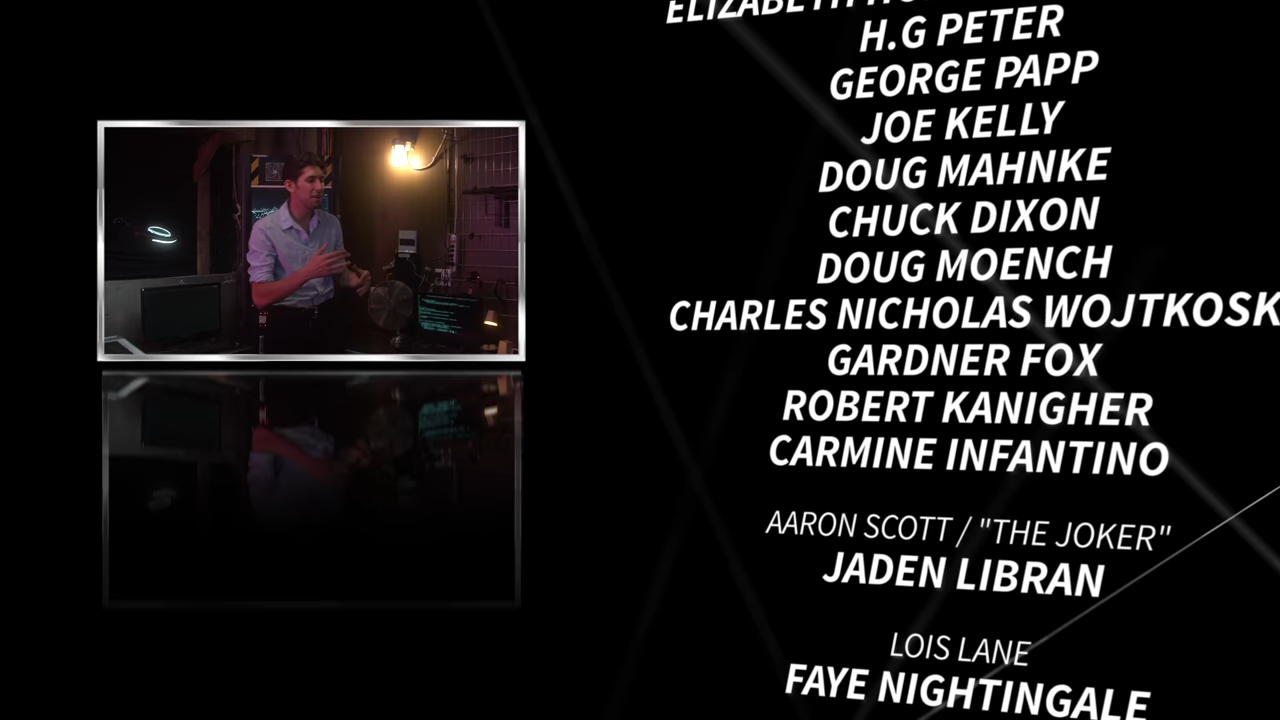 ELIZABETH
H.G PETER
GEORGE PAPP
JOE KELLY
DOUG MAHNKE
CHUCK DIXON
DOUG MOENCH
CHARLES NICHOLAS WOJTKOSK
GARDNER FOX
ROBERT KANIGHER
CARMINE INFANTINO
AARON SCOTT / "THE JOKER"
JADEN LIBRAN
LOIS LANE
FAYE NIGHTINGALE